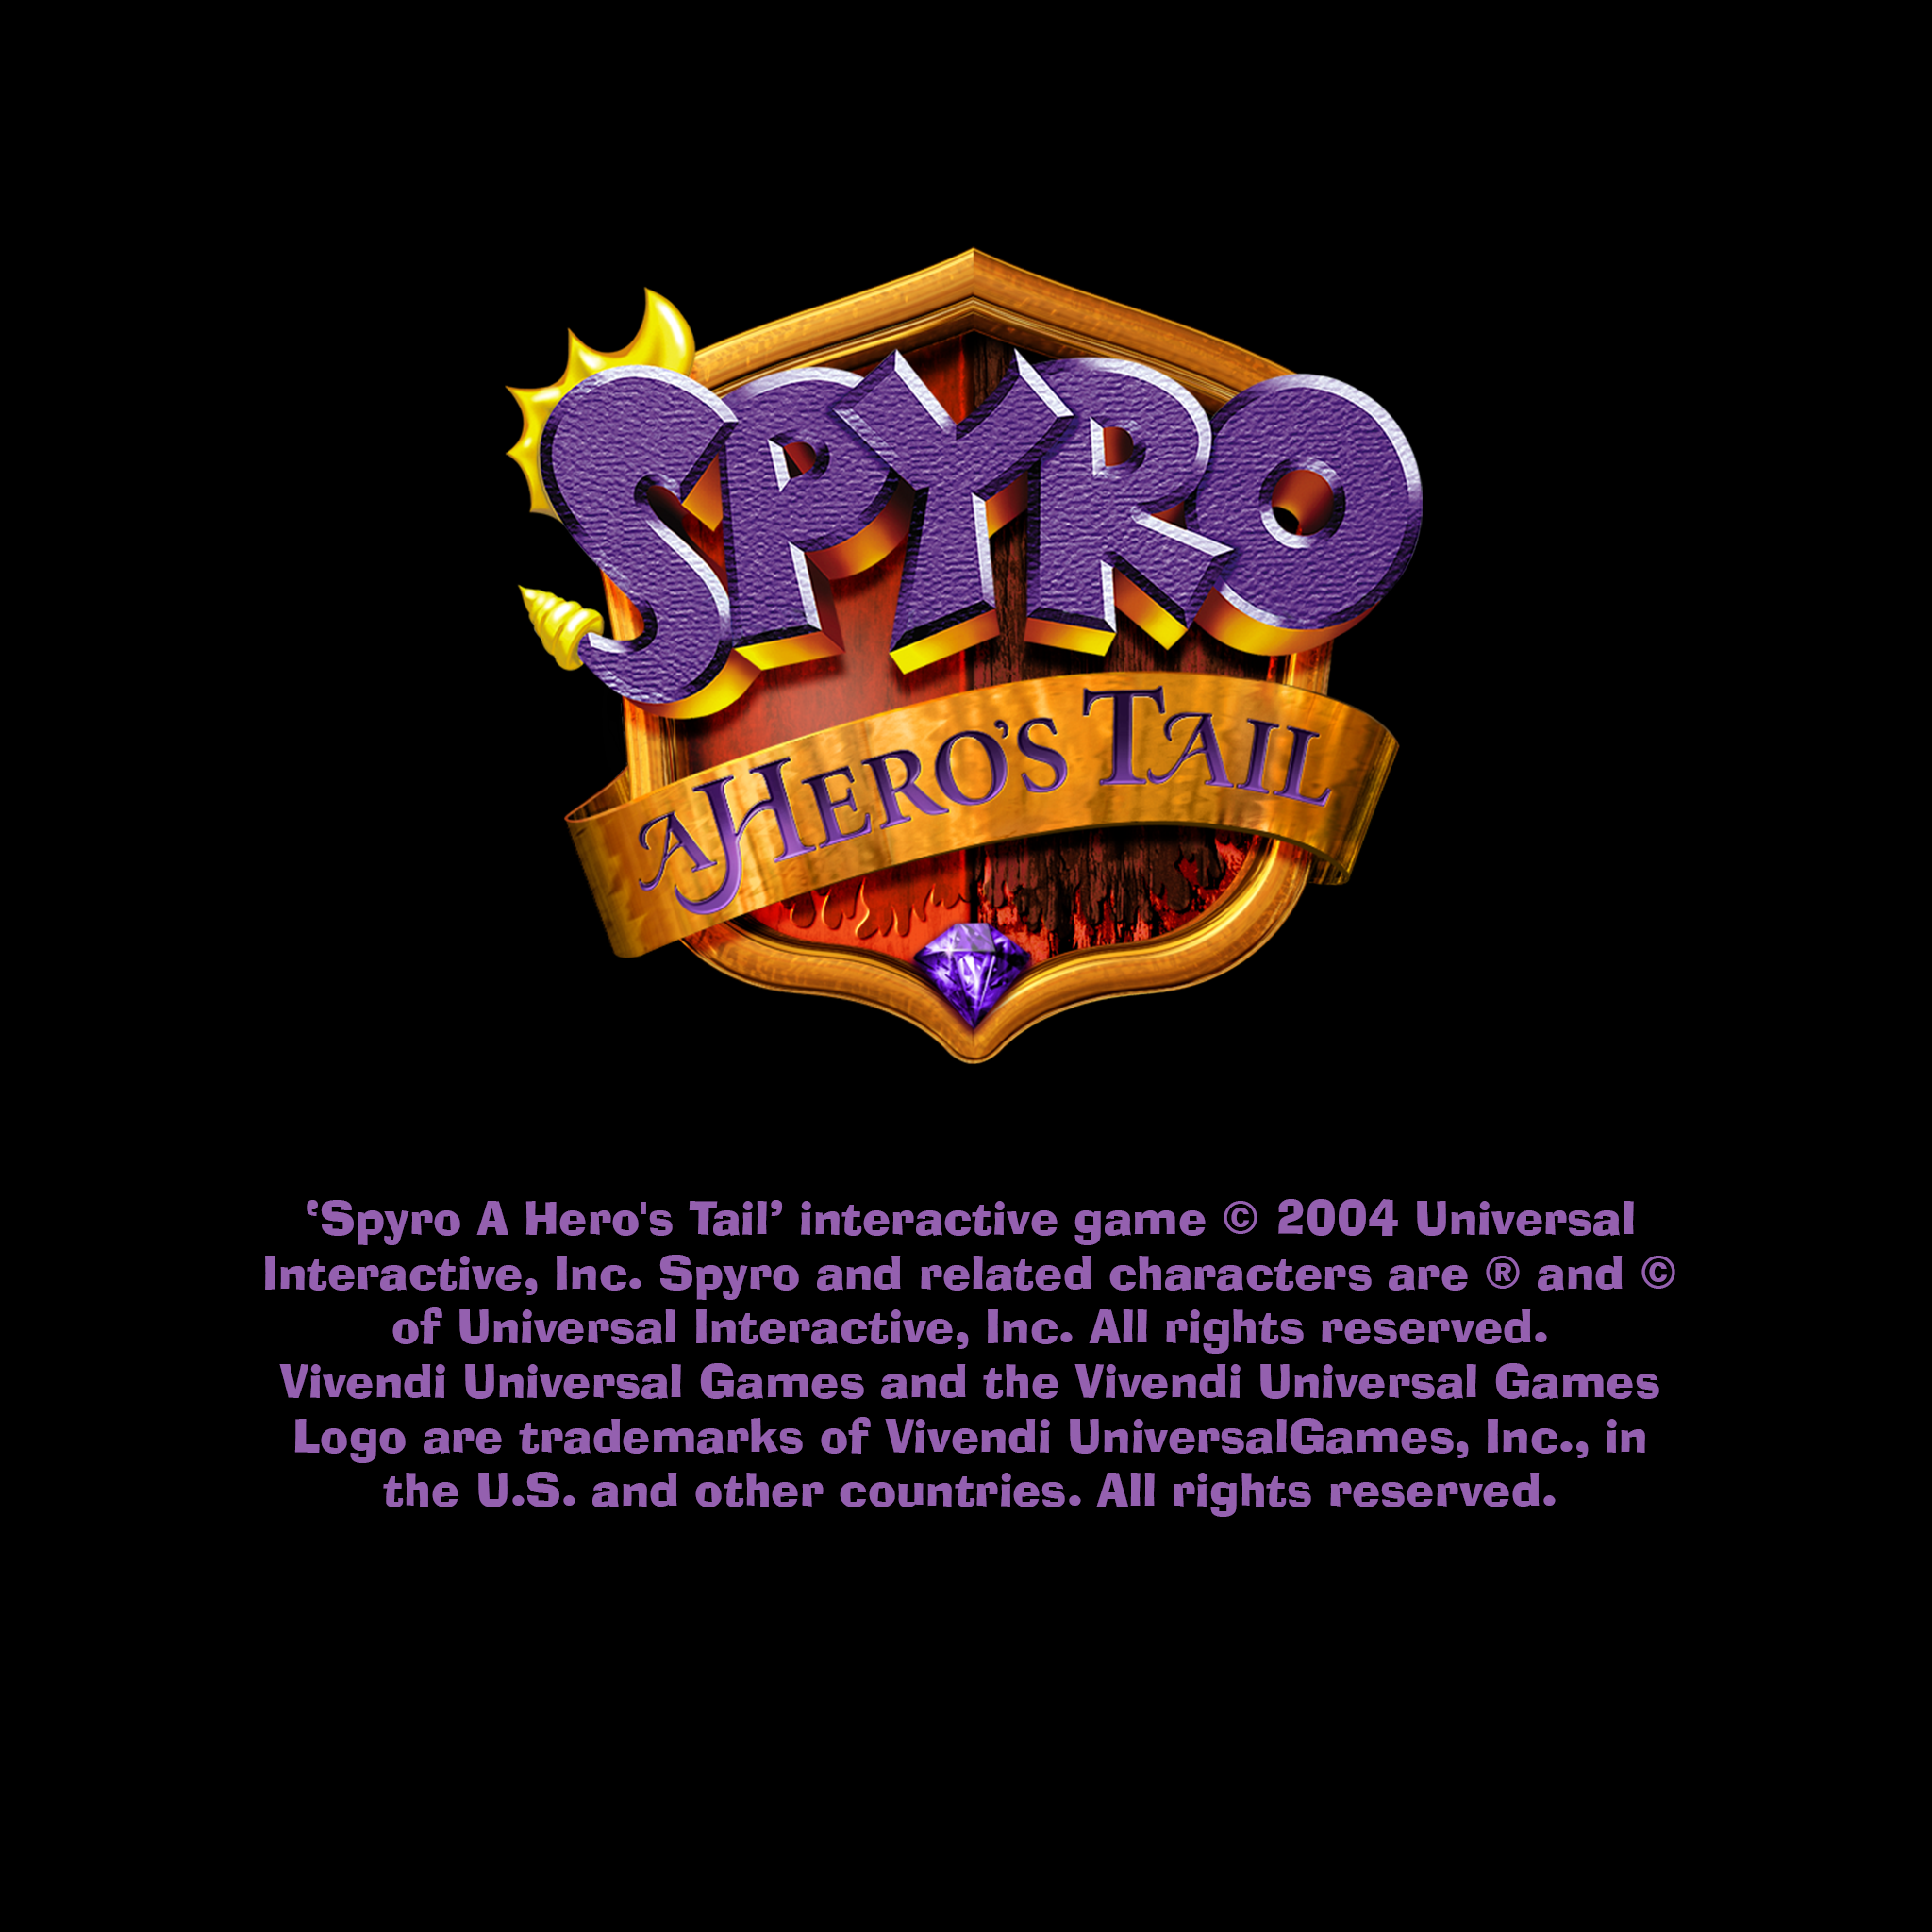 SPYRO
A HERO'S TAIL
‘Spyro A Hero's Tail’ interactive game © 2004 Universal
Interactive, Inc. Spyro and related characters are ® and ©
of Universal Interactive, Inc. All rights reserved.
Vivendi Universal Games and the Vivendi Universal Games
Logo are trademarks of Vivendi UniversalGames, Inc., in
the U.S. and other countries. All rights reserved.